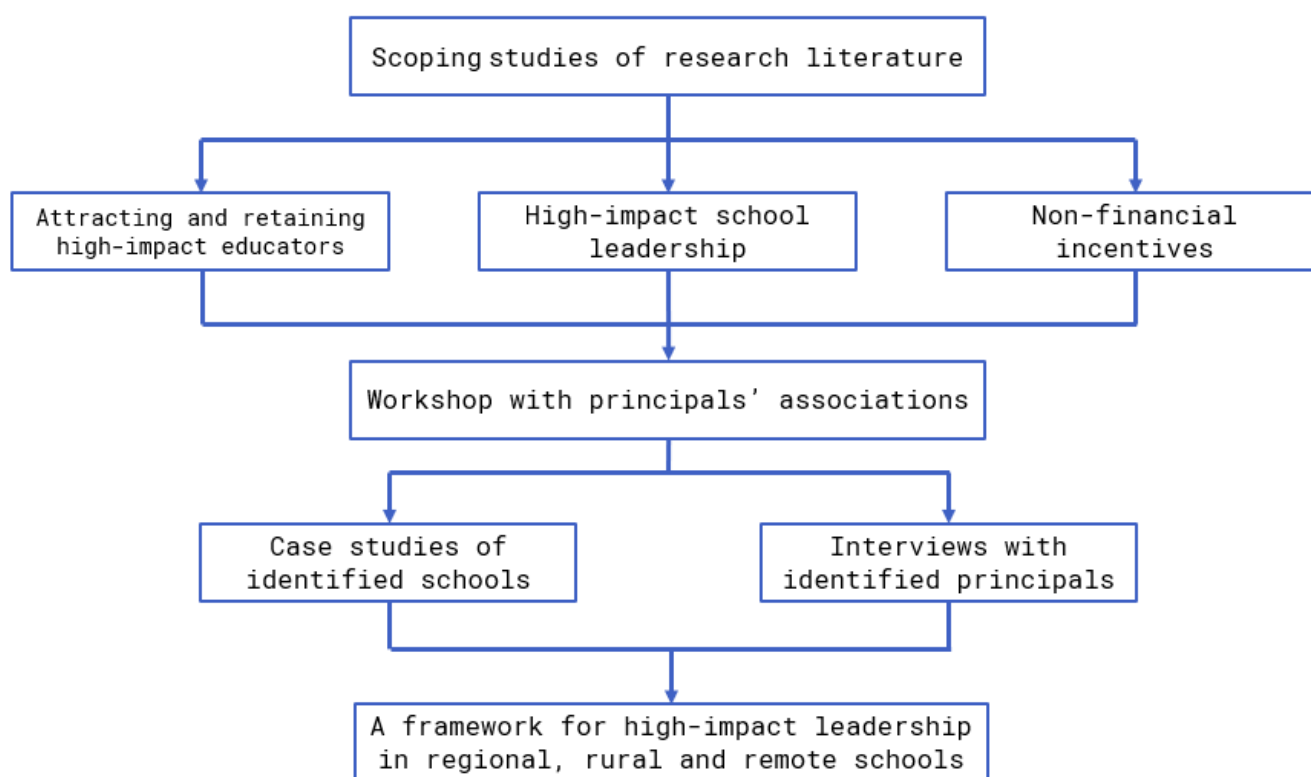 Scoping studies of research literature
Attracting and retaining
high-impact educators
High-impact school
leadership
Non-financial
incentives
Workshop with principals’ associations
Case studies of
identified schools
Interviews with
identified principals
A framework for high-impact leadership
in regional, rural and remote schools